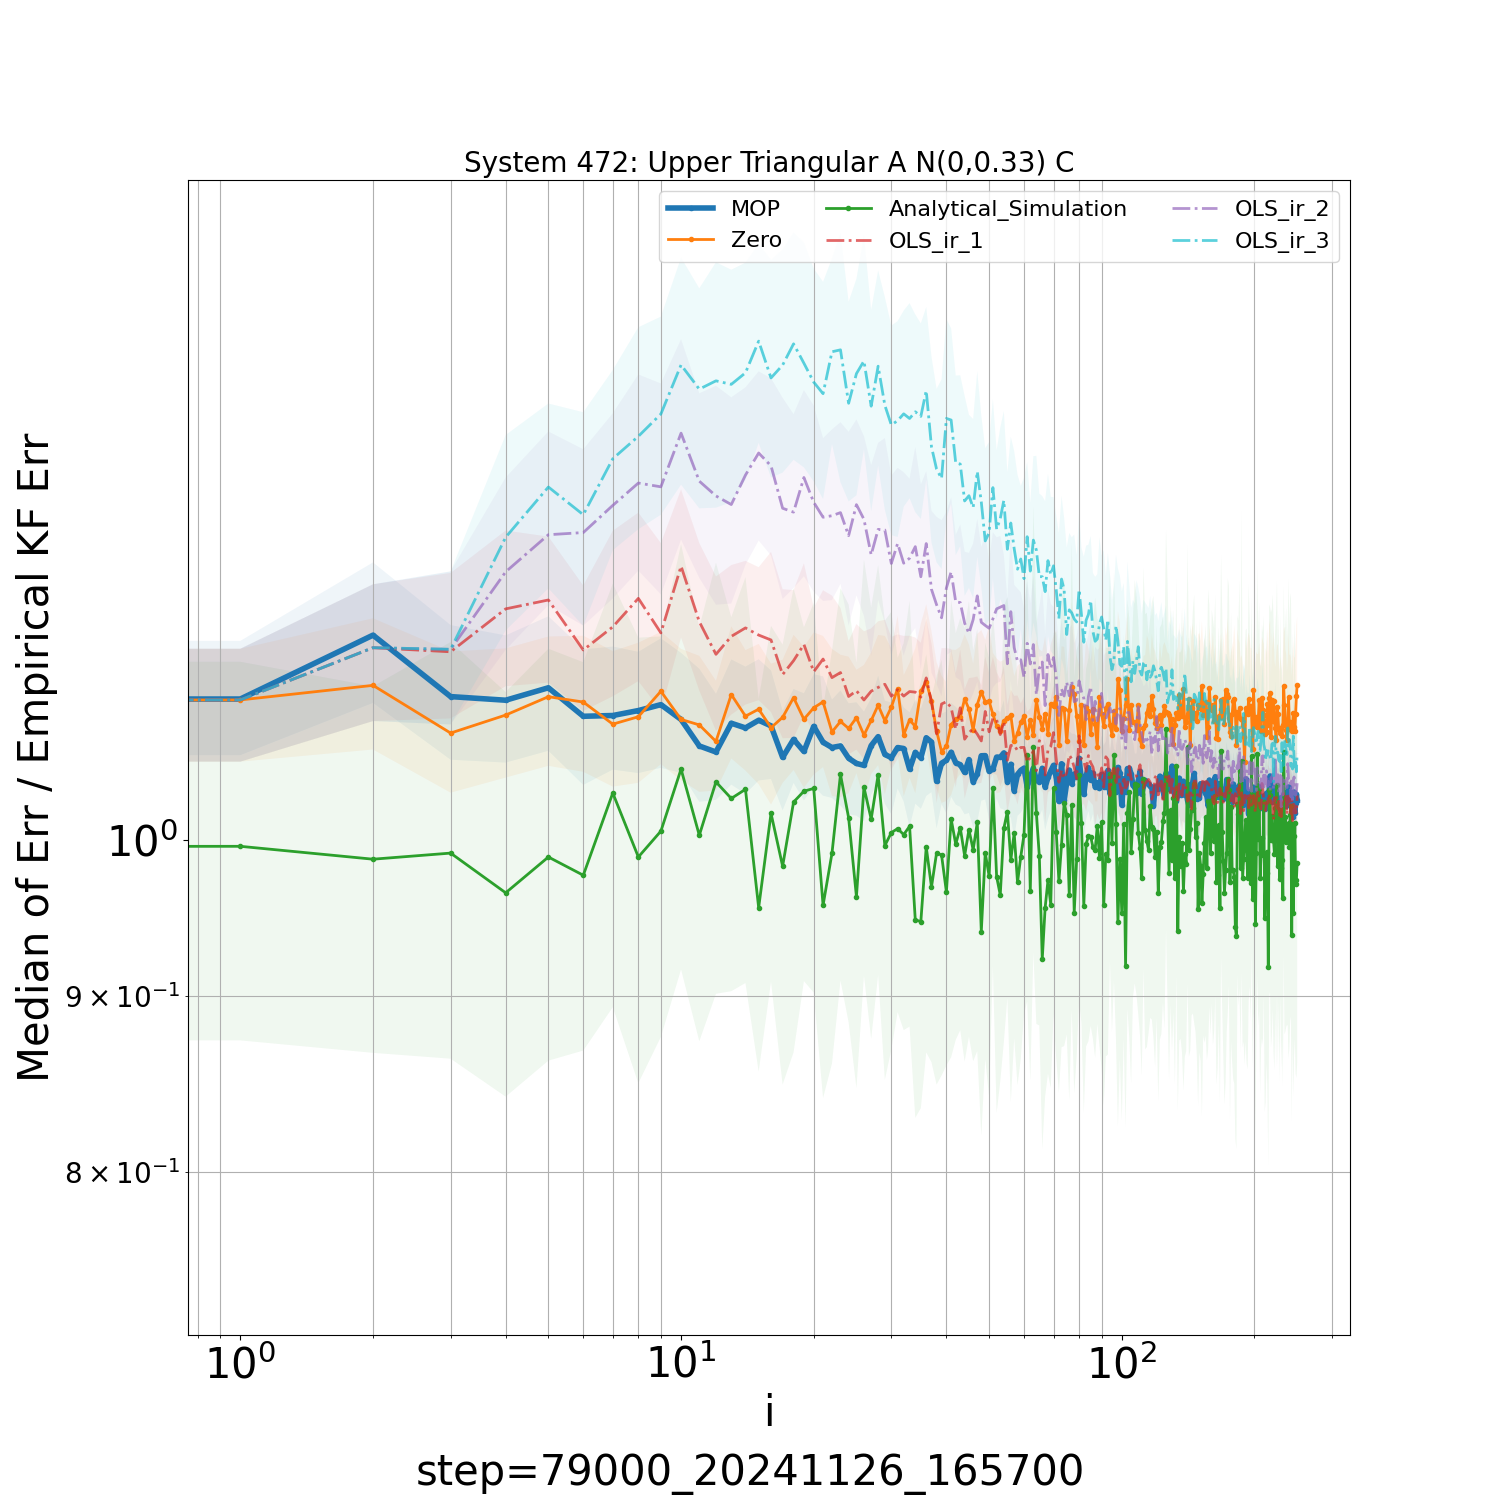 System 472: Upper Triangular A N(0,0.33) C
MOP
Zero
Analytical_Simulation
OLS_ir_1
OLS_ir_2
OLS_ir_3
Median of Err / Empirical KF Err
10⁰
9 × 10⁻¹
8 × 10⁻¹
10⁰
10¹
10²
i
step=79000_20241126_165700